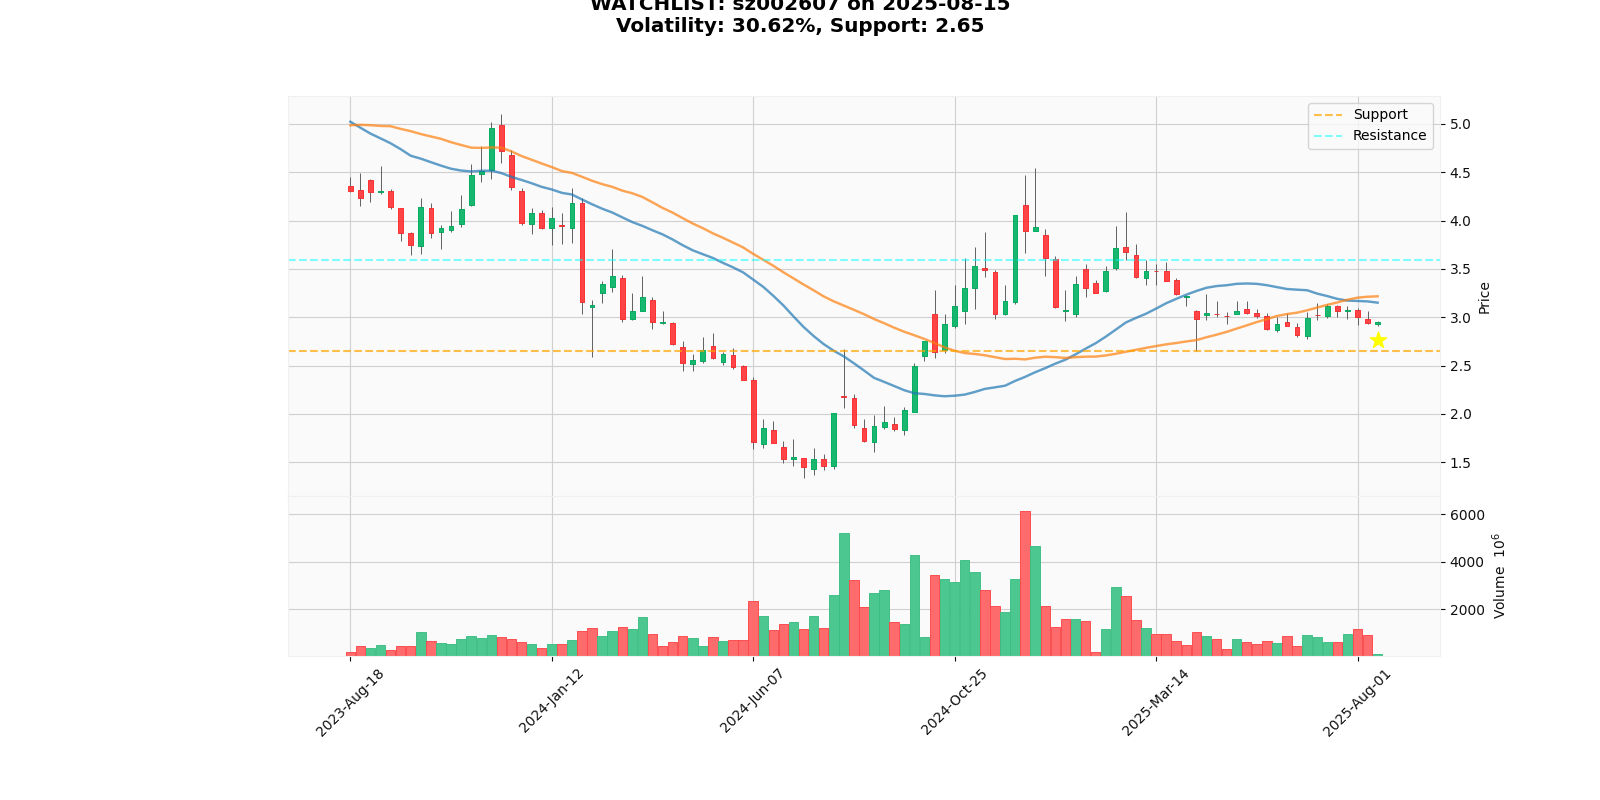 WATCHLIST: sz002607 on 2025-08-15
Volatility: 30.62%, Support: 2.65
Support
Resistance
5.0
4.5
4.0
3.5
3.0
2.5
2.0
1.5
Price
6000
4000
2000
Volume 10⁶
2023-Aug-18
2024-Jan-12
2024-Jun-07
2024-Oct-25
2025-Mar-14
2025-Aug-01